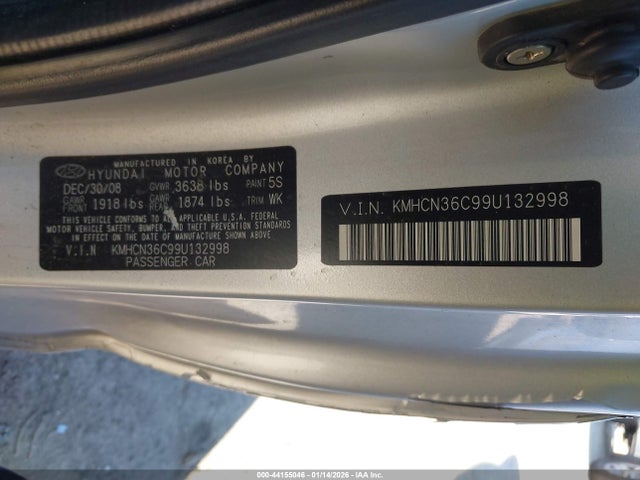 MANUFACTURED IN KOREA BY
HYUNDAI MOTOR COMPANY
DEC/30/08 GVWR 3638 lbs PAINT 5S
GAWR FRONT 1918 lbs GAWR REAR 1874 lbs TRIM WK
THIS VEHICLE CONFORMS TO ALL APPLICABLE U.S.A. FEDERAL
MOTOR VEHICLE SAFETY, BUMPER, AND THEFT PREVENTION STANDARDS
IN EFFECT ON THE DATE OF MANUFACTURE SHOWN ABOVE.
V.I.N KMHCN36C99U132998
PASSENGER CAR
V.I.N. KMHCN36C99U132998
000-44155046 - 01/14/2026 - IAA Inc.